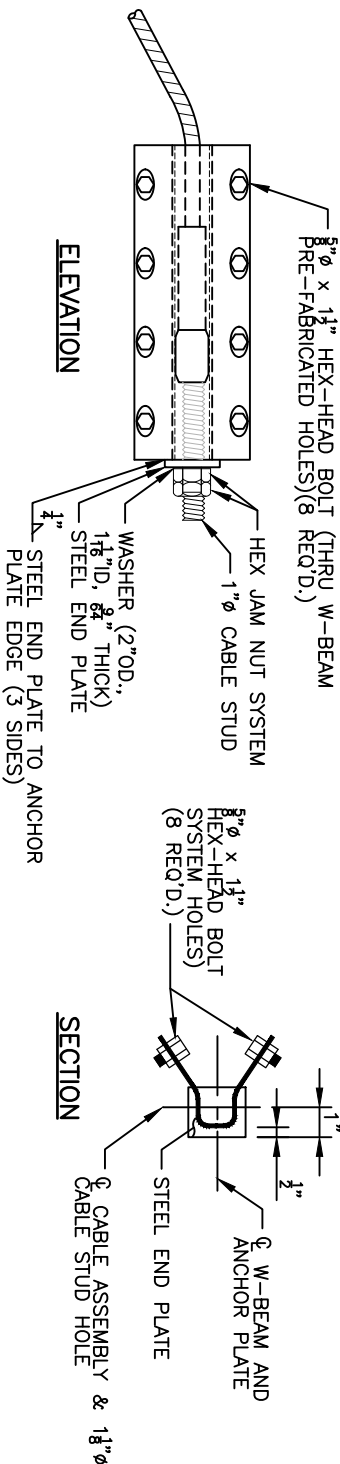 5/8"ø x 1 1/2" HEX-HEAD BOLT (THRU W-BEAM
PRE-FABRICATED HOLES)(8 REQ'D.)
HEX JAM NUT SYSTEM
1"ø CABLE STUD
WASHER (2"OD.,
1 1/16"ID, 9/64" THICK)
STEEL END PLATE
1/4"
STEEL END PLATE TO ANCHOR
PLATE EDGE (3 SIDES)
ELEVATION
5/8"ø x 1 1/2"
HEX-HEAD BOLT
SYSTEM HOLES)
(8 REQ'D.)
1"
1/2"
℄ W-BEAM AND
ANCHOR PLATE
STEEL END PLATE
℄ CABLE ASSEMBLY & 1 1/8"ø
CABLE STUD HOLE
SECTION